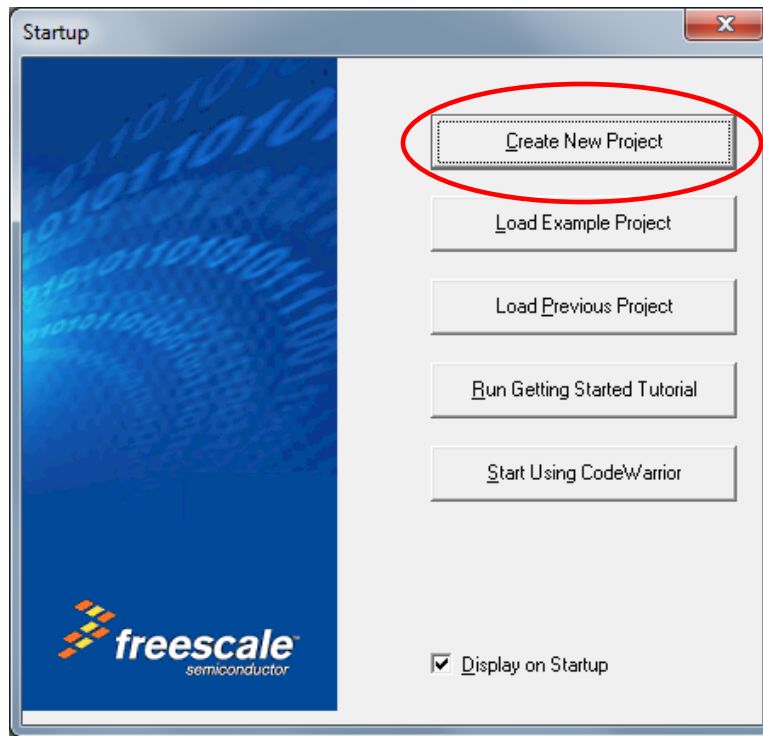 Startup
Create New Project
Load Example Project
Load Previous Project
Run Getting Started Tutorial
Start Using CodeWarrior
freescale
semiconductor
Display on Startup